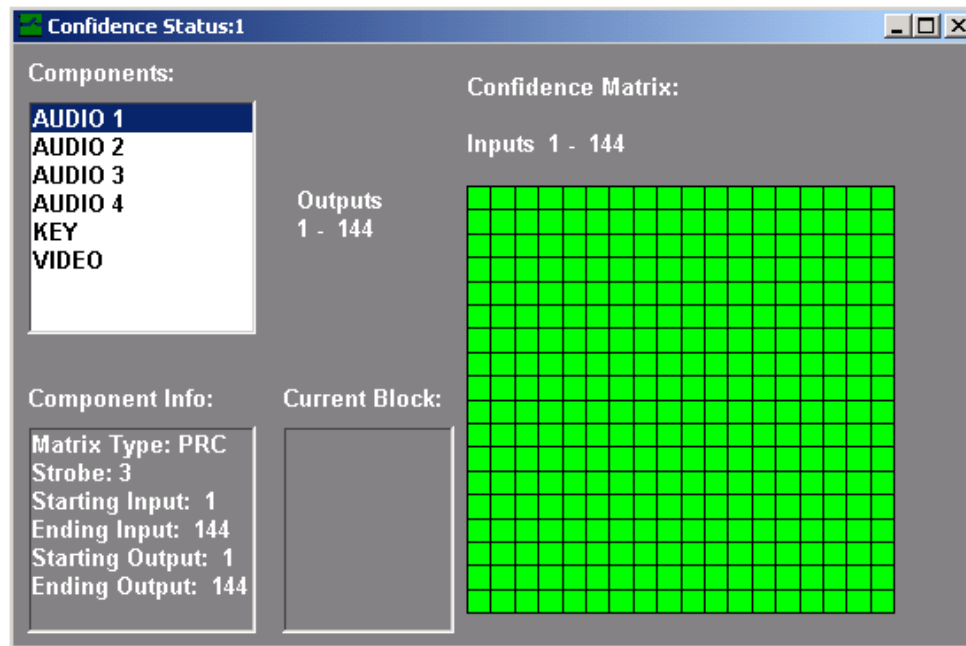 Confidence Status:1
Components:
AUDIO 1
AUDIO 2
AUDIO 3
AUDIO 4
KEY
VIDEO
Outputs
1 - 144
Confidence Matrix:
Inputs 1 - 144
Component Info:
Matrix Type: PRC
Strobe: 3
Starting Input: 1
Ending Input: 144
Starting Output: 1
Ending Output: 144
Current Block: